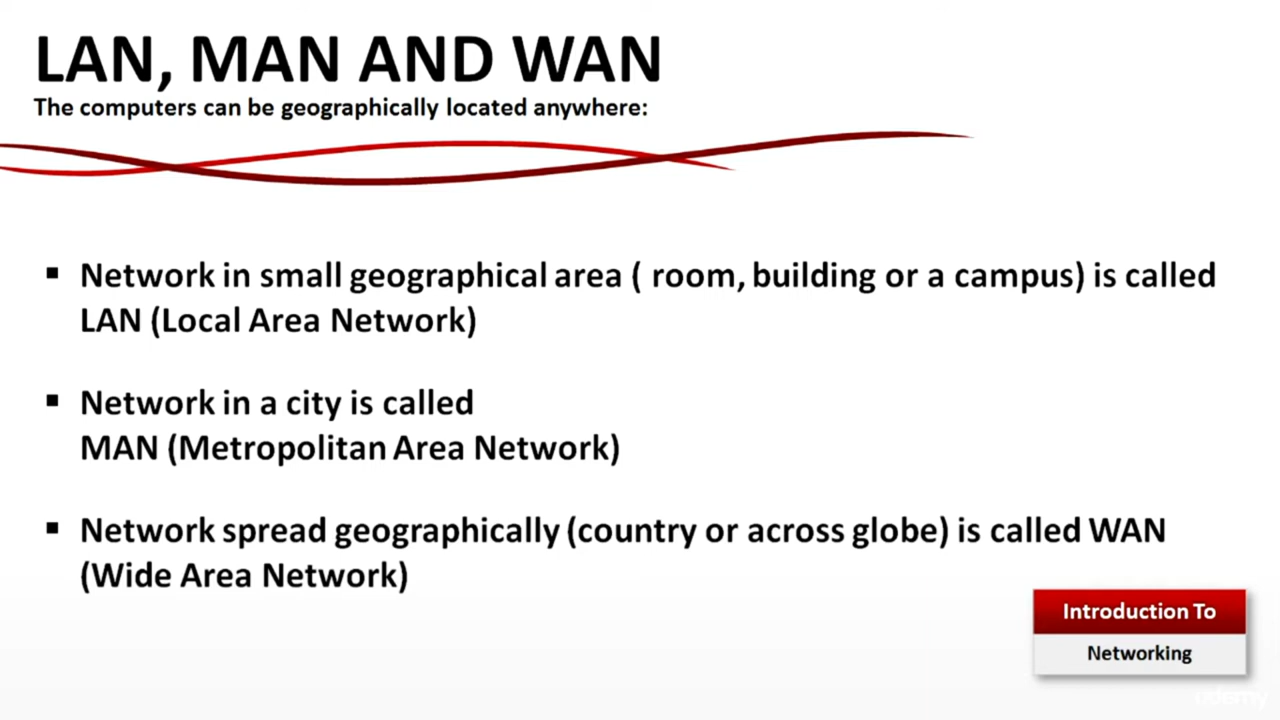 LAN, MAN AND WAN
The computers can be geographically located anywhere:
▪ Network in small geographical area ( room, building or a campus) is called
LAN (Local Area Network)
▪ Network in a city is called
MAN (Metropolitan Area Network)
▪ Network spread geographically (country or across globe) is called WAN
(Wide Area Network)
Introduction To
Networking
udemy